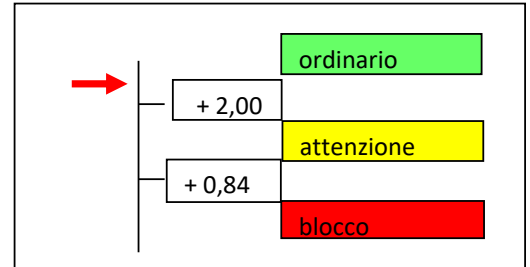 ordinario
+ 2,00
attenzione
+ 0,84
blocco